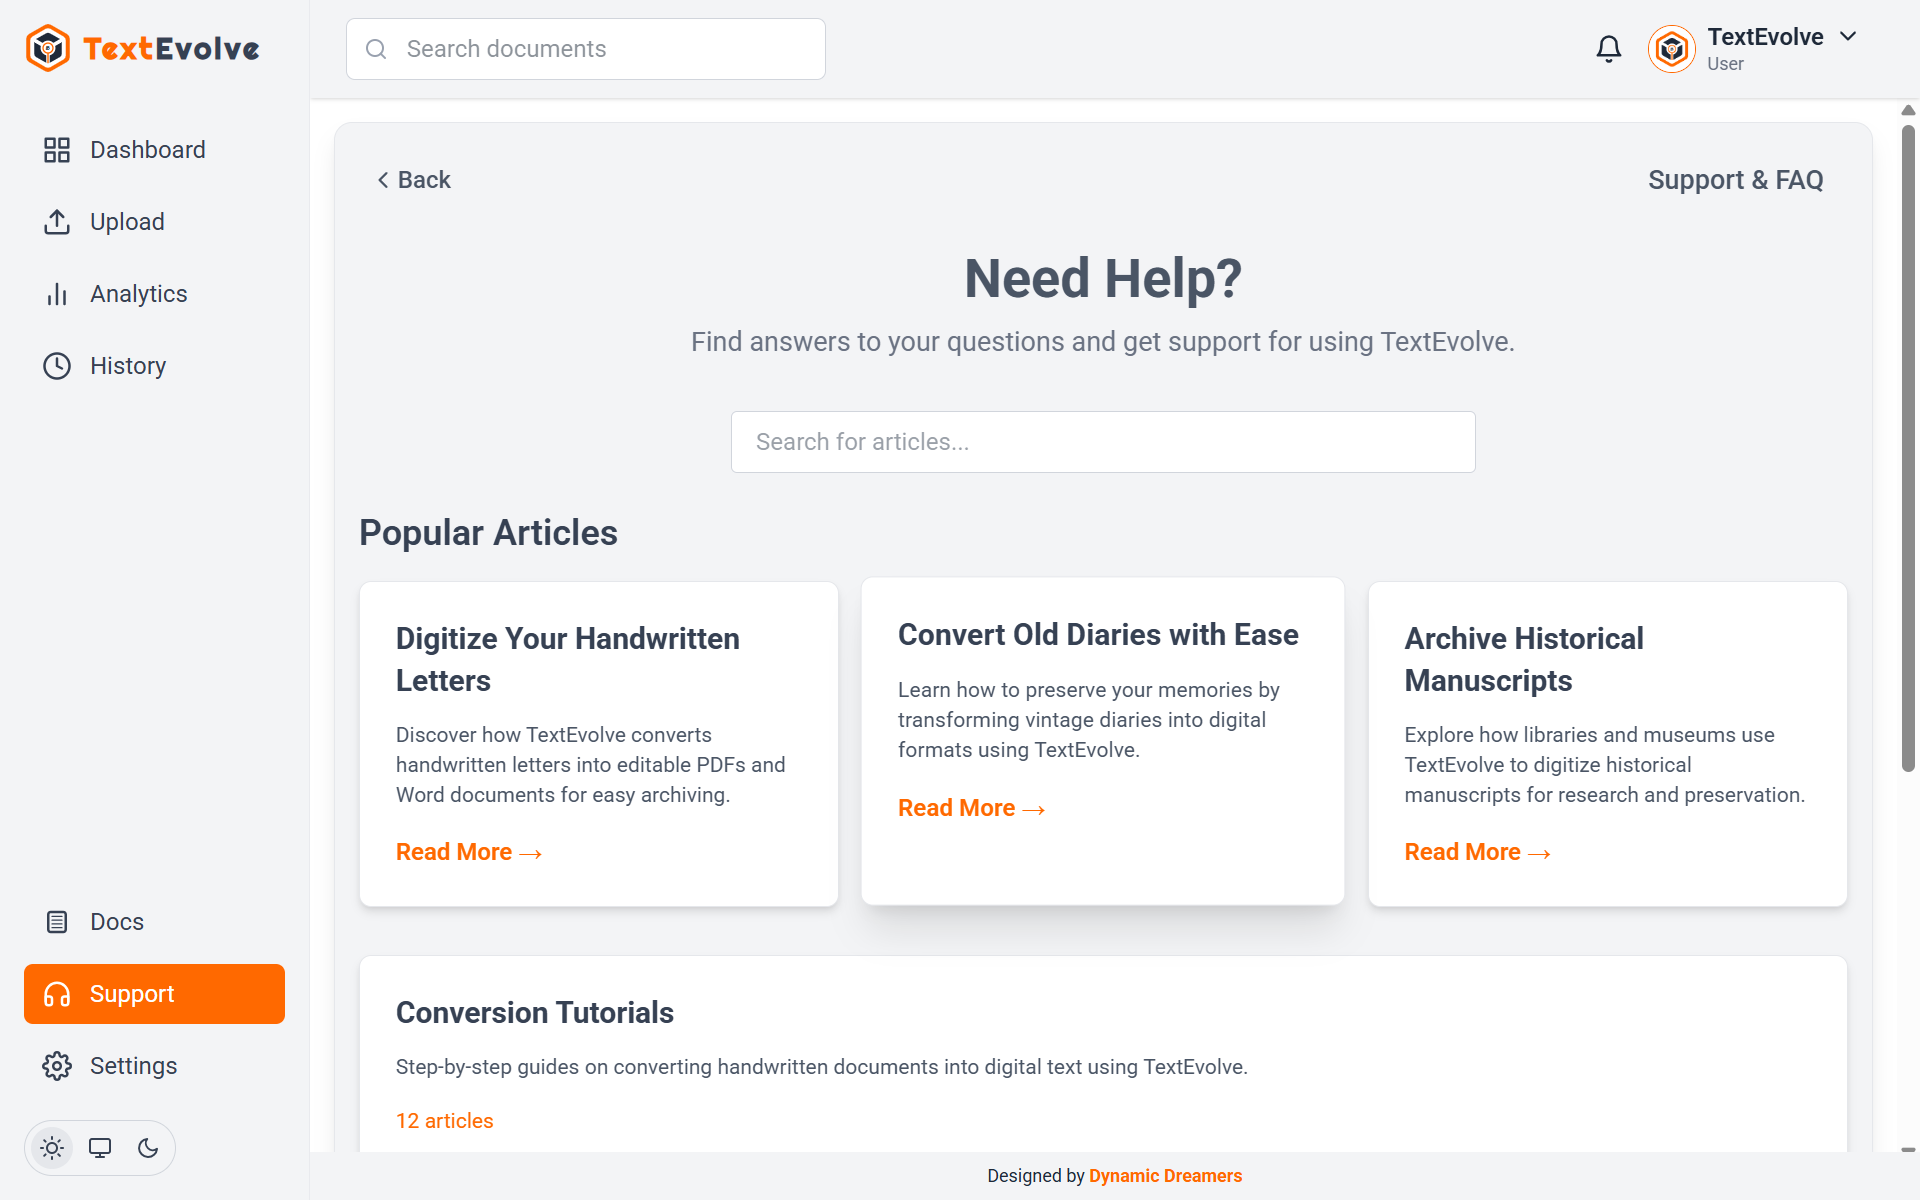 TextEvolve
Search documents
TextEvolve
User
Dashboard
Upload
Analytics
History
Docs
Support
Settings
Back
Support & FAQ
Need Help?
Find answers to your questions and get support for using TextEvolve.
Search for articles...
Popular Articles
Digitize Your Handwritten
Letters
Discover how TextEvolve converts
handwritten letters into editable PDFs and
Word documents for easy archiving.
Read More →
Convert Old Diaries with Ease
Learn how to preserve your memories by
transforming vintage diaries into digital
formats using TextEvolve.
Read More →
Archive Historical
Manuscripts
Explore how libraries and museums use
TextEvolve to digitize historical
manuscripts for research and preservation.
Read More →
Conversion Tutorials
Step-by-step guides on converting handwritten documents into digital text using TextEvolve.
12 articles
Designed by Dynamic Dreamers